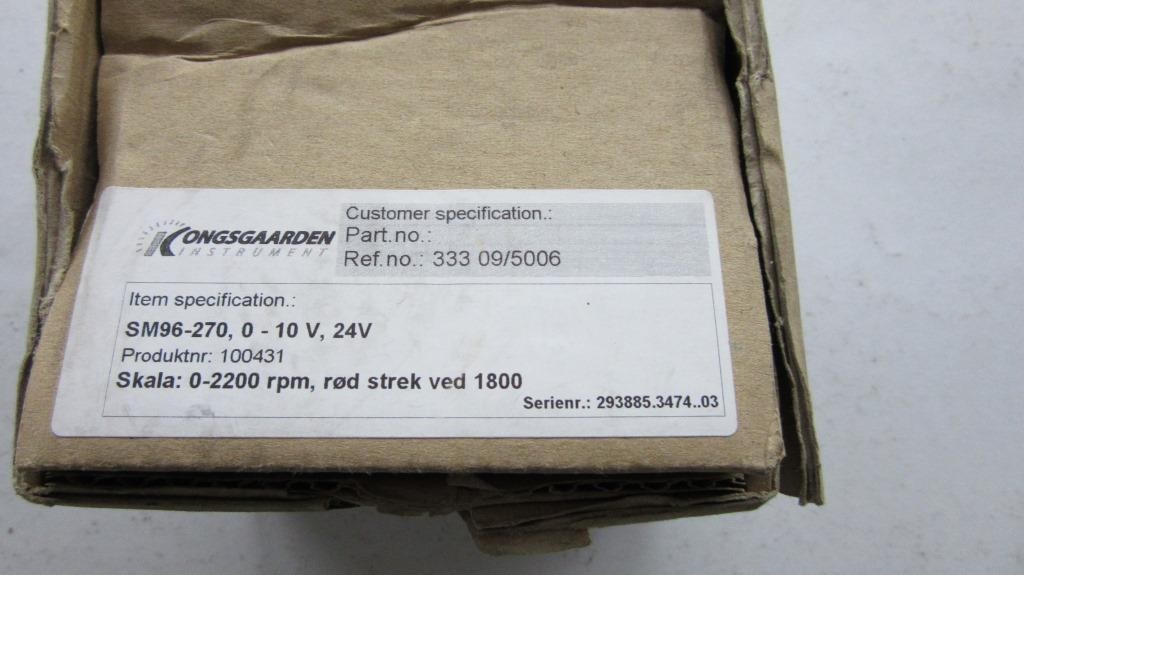 KONGSGAARDEN
INSTRUMENT
Customer specification.:
Part.no.:
Ref.no.: 333 09/5006
Item specification.:
SM96-270, 0 - 10 V, 24V
Produktnr: 100431
Skala: 0-2200 rpm, rød strek ved 1800
Serienr.: 293885.3474..03